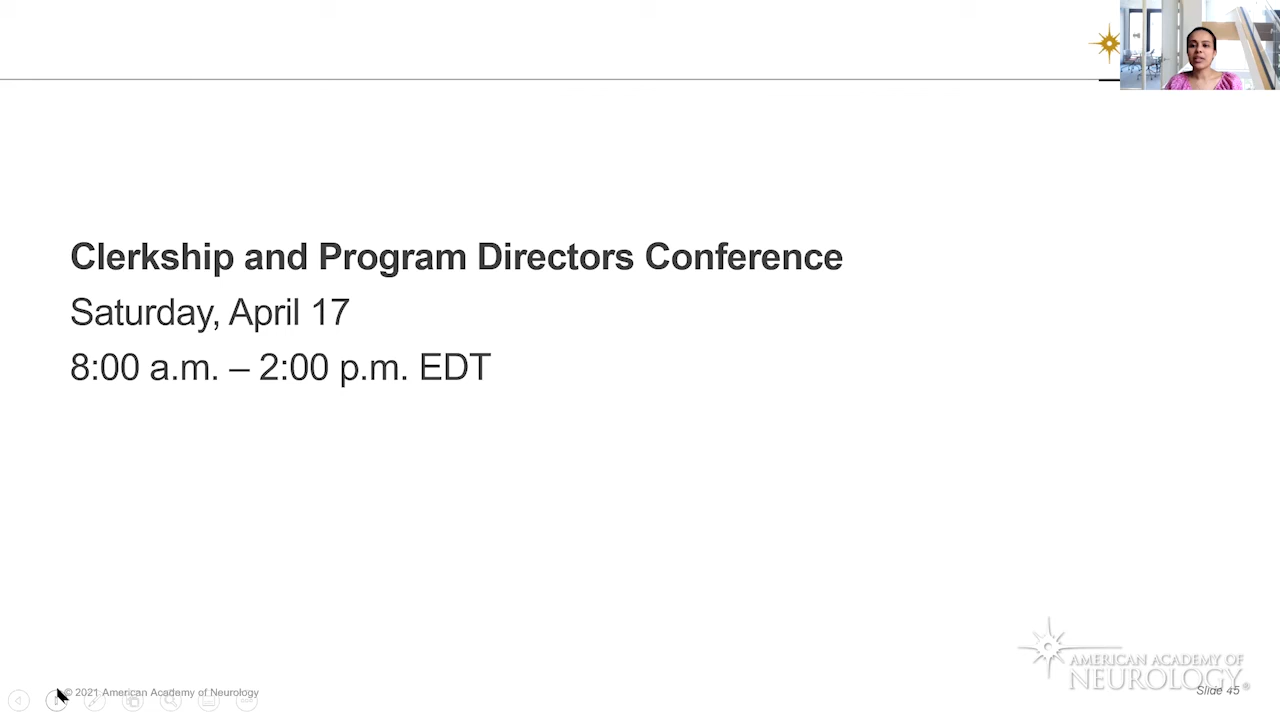 Clerkship and Program Directors Conference
Saturday, April 17
8:00 a.m. – 2:00 p.m. EDT
© 2021 American Academy of Neurology
AMERICAN ACADEMY OF
NEUROLOGY®
Slide 45